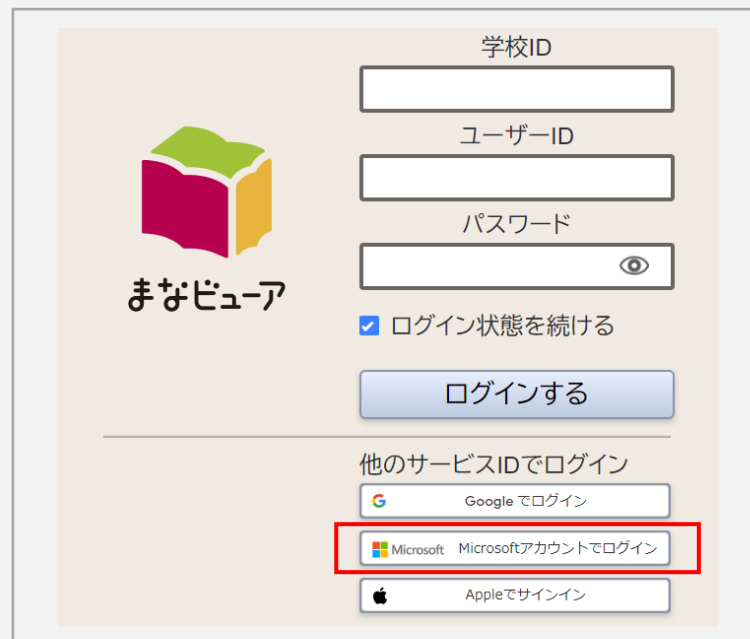 学校ID
ユーザーID
パスワード
まなビューア
ログイン状態を続ける
ログインする
他のサービスIDでログイン
Google でログイン
Microsoft Microsoftアカウントでログイン
Appleでサインイン